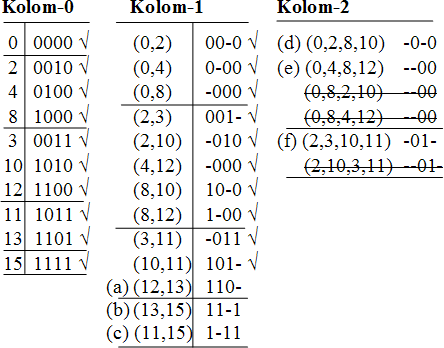 Kolom-0 Kolom-1 Kolom-2
0 0000 √ (0,2) 00-0 √ (d) (0,2,8,10) -0-0
2 0010 √ (0,4) 0-00 √ (e) (0,4,8,12) --00
4 0100 √ (0,8) -000 √ (0,8,2,10) --00
8 1000 √ (2,3) 001- √ (0,8,4,12) --00
3 0011 √ (2,10) -010 √ (f) (2,3,10,11) -01-
10 1010 √ (4,12) -000 √ (2,10,3,11) --01-
12 1100 √ (8,10) 10-0 √
11 1011 √ (8,12) 1-00 √
13 1101 √ (3,11) -011 √
15 1111 √ (10,11) 101- √
(a) (12,13) 110-
(b) (13,15) 11-1
(c) (11,15) 1-11